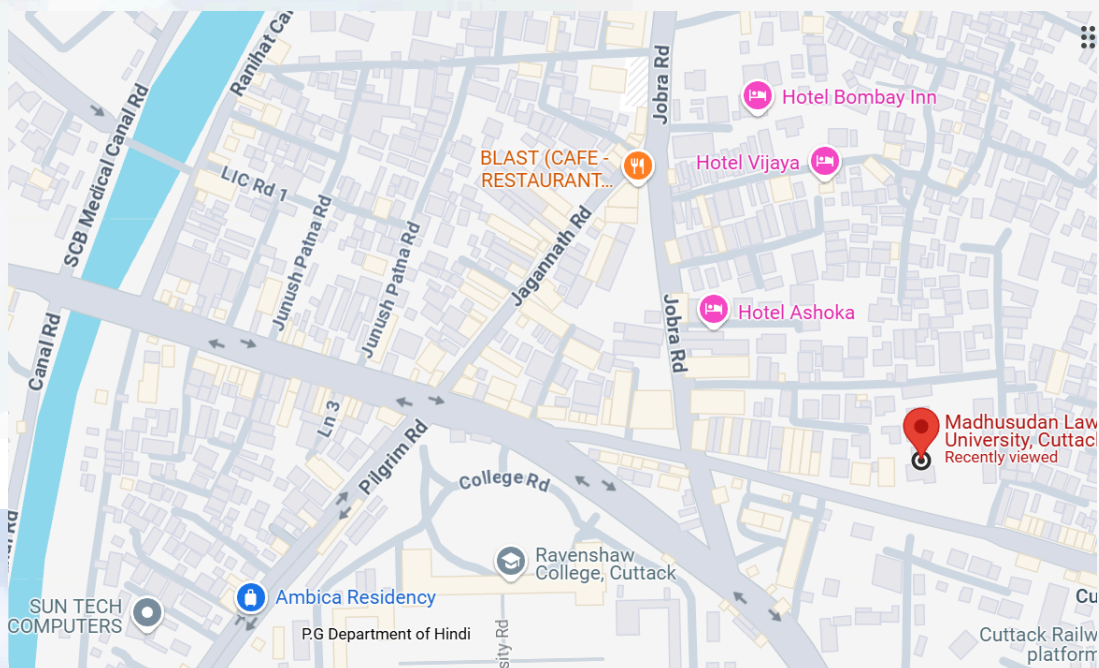 Ranihat Ca
Jobra Rd
Hotel Bombay Inn
SCB Medical Canal Rd
BLAST (CAFE -
RESTAURANT...
Hotel Vijaya
LIC Rd 1
Junush Patna Rd
Junush Patna Rd
Jagannath Rd
Jobra Rd
Hotel Ashoka
Canal Rd
Ln 3
Madhusudan Law
University, Cuttack
Recently viewed
Pilgrim Rd
College Rd
Ravenshaw
College, Cuttack
Ambica Residency
SUN TECH
COMPUTERS
P.G Department of Hindi
sity Rd
Cu
Cuttack Railw
platform